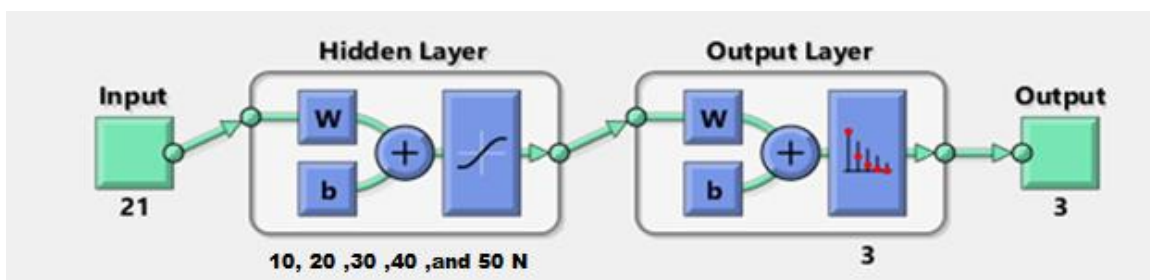 Hidden Layer
Output Layer
Input
Output
W
W
b
b
21
3
10, 20 ,30 ,40 ,and 50 N
3